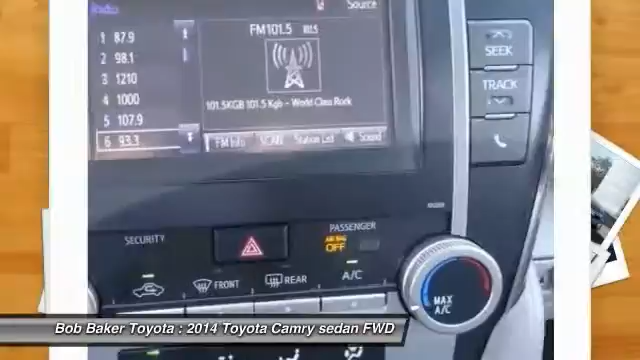 Radio
Source
FM101.5
1 87.9
2 98.1
3 1210
4 1000
5 107.9
6 93.3
101.5KGB 101.5 Kgb - World Class Rock
FM Info
SCAN
Station List
Sound
SEEK
TRACK
SECURITY
PASSENGER
AIR BAG
OFF
FRONT
REAR
A/C
MAX
A/C
Bob Baker Toyota : 2014 Toyota Camry sedan FWD